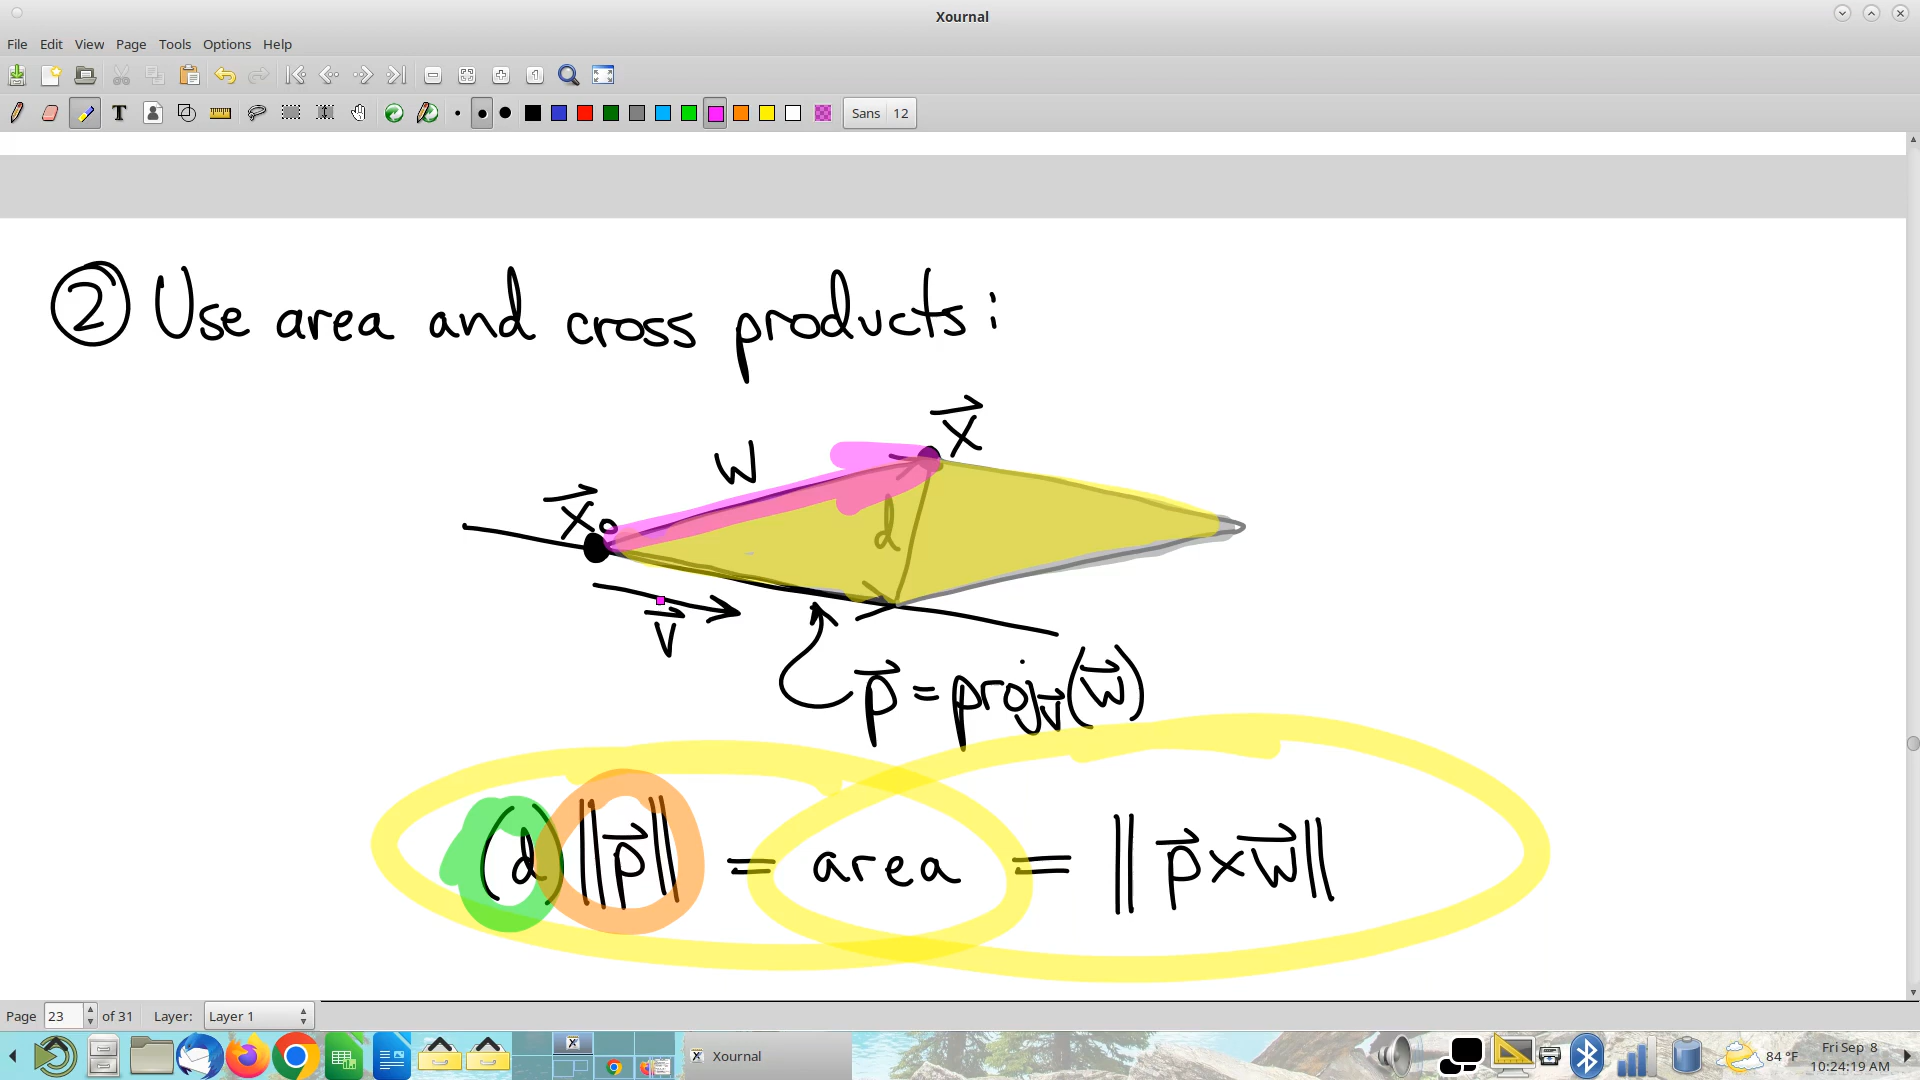 Xournal
File Edit View Page Tools Options Help
Sans 12
② Use area and cross products:
x⃗
w
x⃗₀
d
v⃗
p⃗ = proj_v⃗(w⃗)
(d)‖p⃗‖ = area = ‖p⃗×w⃗‖
Page 23 of 31 Layer: Layer 1
Xournal
84 °F
Fri Sep 8
10:24:19 AM